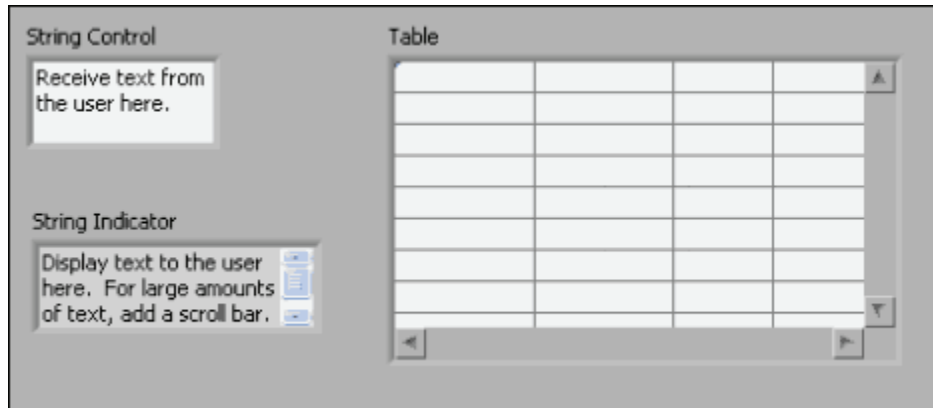 String Control
Receive text from
the user here.
String Indicator
Display text to the user
here.  For large amounts
of text, add a scroll bar.
Table